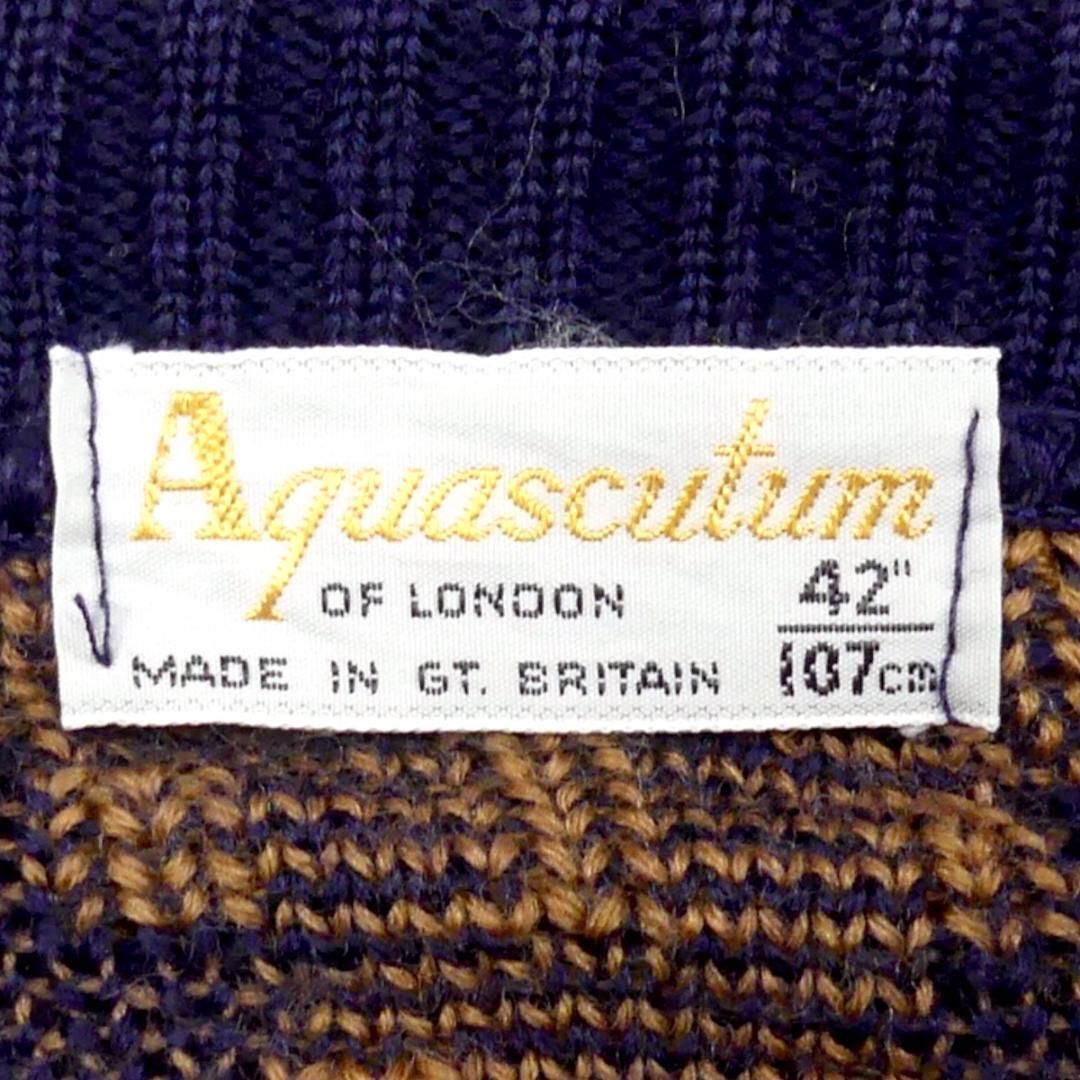 Aquascutum
OF LONDON
42"
MADE IN GT. BRITAIN
107cm